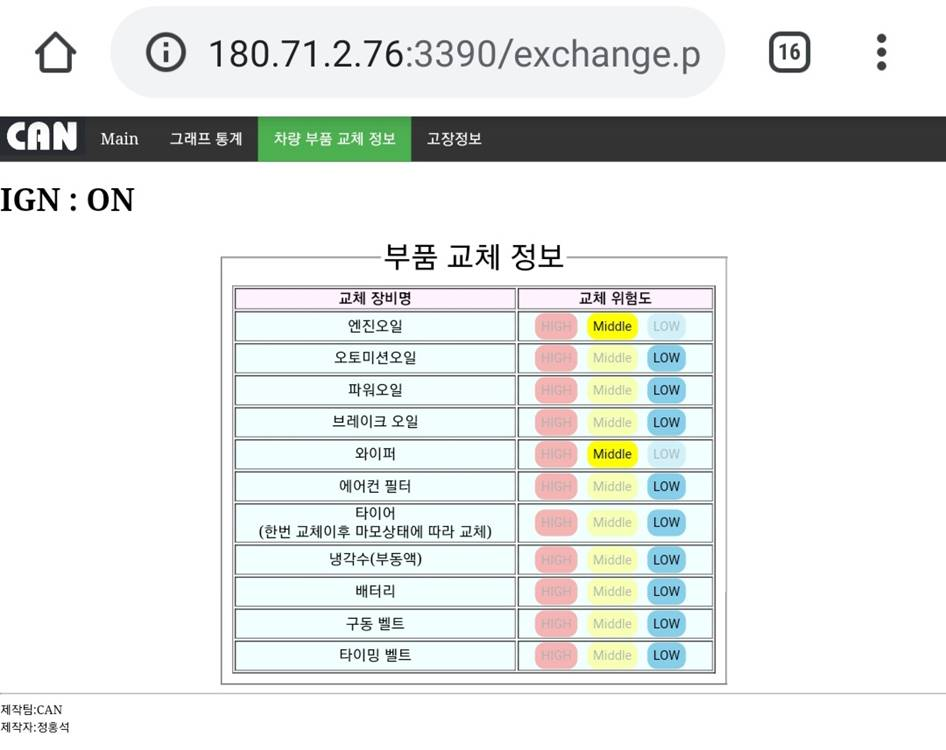 180.71.2.76:3390/exchange.p
16
CAN Main 그래프 통계 차량 부품 교체 정보 고장정보
IGN : ON
부품 교체 정보
교체 장비명 교체 위험도
엔진오일 HIGH Middle LOW
오토미션오일 HIGH Middle LOW
파워오일 HIGH Middle LOW
브레이크 오일 HIGH Middle LOW
와이퍼 HIGH Middle LOW
에어컨 필터 HIGH Middle LOW
타이어
(한번 교체이후 마모상태에 따라 교체) HIGH Middle LOW
냉각수(부동액) HIGH Middle LOW
배터리 HIGH Middle LOW
구동 벨트 HIGH Middle LOW
타이밍 벨트 HIGH Middle LOW
제작팀:CAN
제작자:정홍석